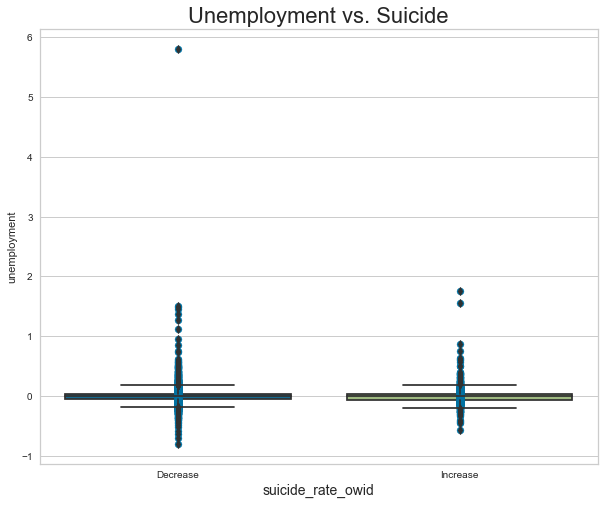 Unemployment vs. Suicide
6
5
4
3
2
1
0
−1
unemployment
Decrease
Increase
suicide_rate_owid